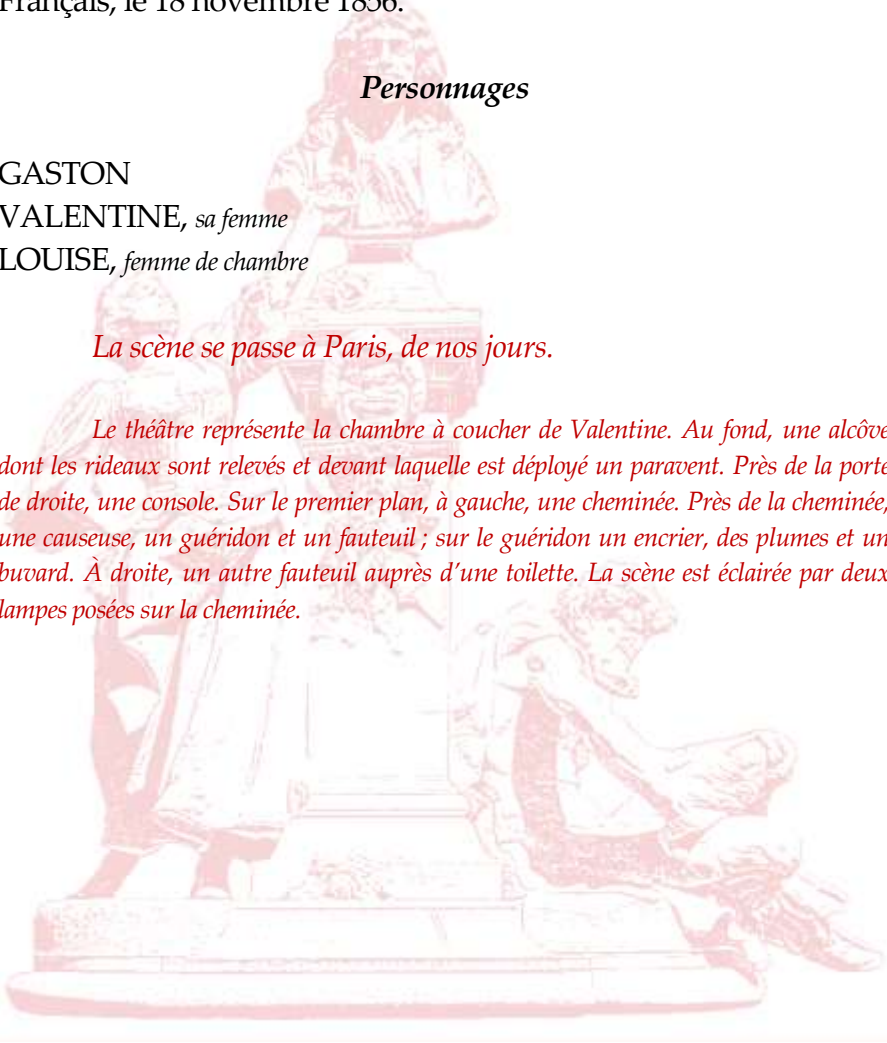 Français, le 18 novembre 1856.
Personnages
GASTON
VALENTINE, sa femme
LOUISE, femme de chambre
La scène se passe à Paris, de nos jours.
Le théâtre représente la chambre à coucher de Valentine. Au fond, une alcôve
dont les rideaux sont relevés et devant laquelle est déployé un paravent. Près de la porte
de droite, une console. Sur le premier plan, à gauche, une cheminée. Près de la cheminée,
une causeuse, un guéridon et un fauteuil ; sur le guéridon un encrier, des plumes et un
buvard. À droite, un autre fauteuil auprès d’une toilette. La scène est éclairée par deux
lampes posées sur la cheminée.